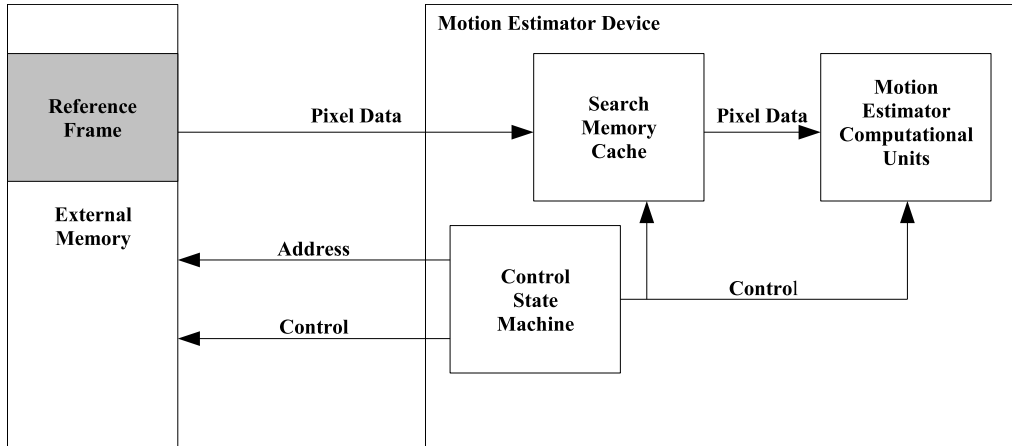 Motion Estimator Device
Reference
Frame
Pixel Data
Search
Memory
Cache
Pixel Data
Motion
Estimator
Computational
Units
External
Memory
Address
Control
State
Machine
Control
Control